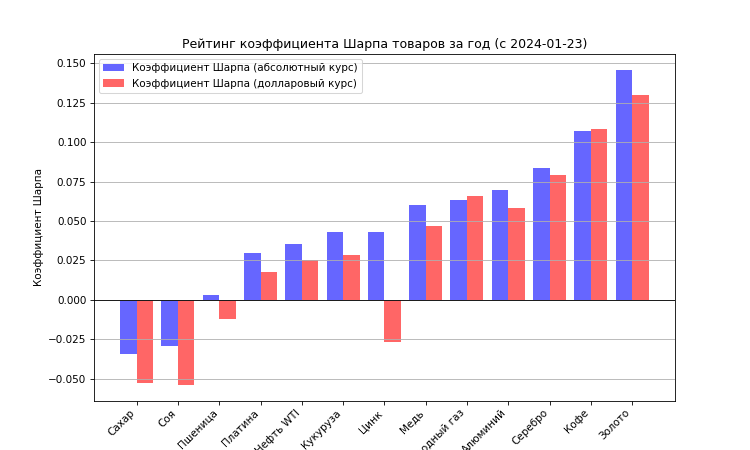 Рейтинг коэффициента Шарпа товаров за год (с 2024-01-23)
Коэффициент Шарпа (абсолютный курс)
Коэффициент Шарпа (долларовый курс)
Коэффициент Шарпа
0.150
0.125
0.100
0.075
0.050
0.025
0.000
−0.025
−0.050
Сахар
Соя
Пшеница
Платина
Нефть WTI
Кукуруза
Цинк
Медь
газ
Алюминий
Серебро
Кофе
Золото